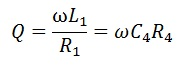 Q = ωL₁/R₁ = ωC₄R₄